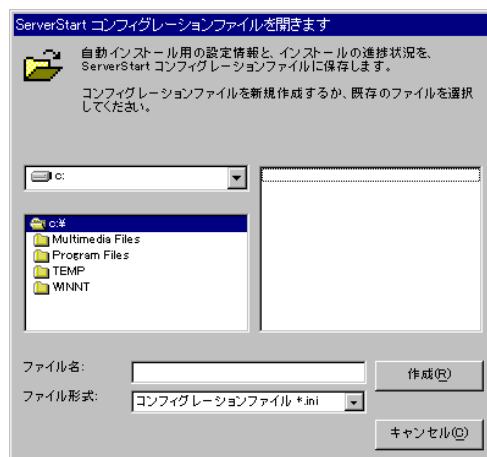 ServerStart コンフィグレーションファイルを開きます
自動インストール用の設定情報と、インストールの進捗状況を、
ServerStart コンフィグレーションファイルに保存します。
コンフィグレーションファイルを新規作成するか、既存のファイルを選択
してください。
c:
c:¥
Multimedia Files
Program Files
TEMP
WINNT
ファイル名:
作成(R)
ファイル形式:
コンフィグレーションファイル *.ini
キャンセル(C)